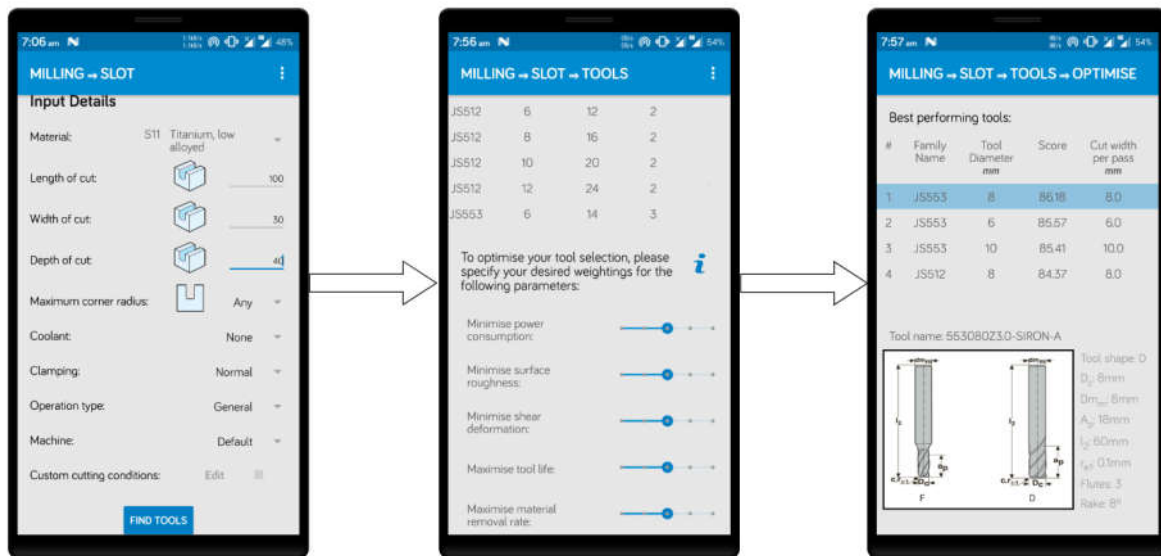 7:06 am
48%
MILLING → SLOT
Input Details
Material: S11 Titanium, low
alloyed
Length of cut: 100
Width of cut: 30
Depth of cut: 40
Maximum corner radius: Any
Coolant: None
Clamping: Normal
Operation type: General
Machine: Default
Custom cutting conditions: Edit
FIND TOOLS
7:56 am
54%
MILLING → SLOT → TOOLS
JS512 6 12 2
JS512 8 16 2
JS512 10 20 2
JS512 12 24 2
JS553 6 14 3
To optimise your tool selection, please
specify your desired weightings for the
following parameters:
i
Minimise power
consumption:
Minimise surface
roughness:
Minimise shear
deformation:
Maximise tool life:
Maximise material
removal rate:
7:57 am
54%
MILLING → SLOT → TOOLS → OPTIMISE
Best performing tools:
# Family Tool Score Cut width
Name Diameter per pass
mm mm
1 JS553 8 86.18 8.0
2 JS553 6 85.57 6.0
3 JS553 10 85.41 10.0
4 JS512 8 84.37 8.0
Tool name: 553080Z3.0-SIRON-A
Tool shape: D
Flutes: 3
Rake: 8°
F D